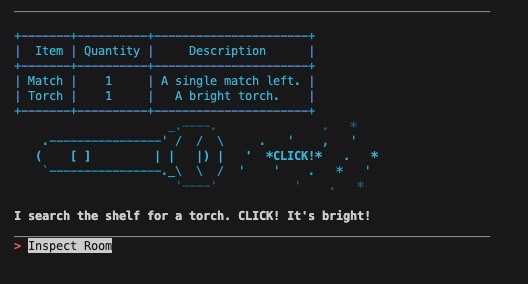 Item Quantity Description
Match 1 A single match left.
Torch 1 A bright torch.
*CLICK!*
I search the shelf for a torch. CLICK! It's bright!
> Inspect Room